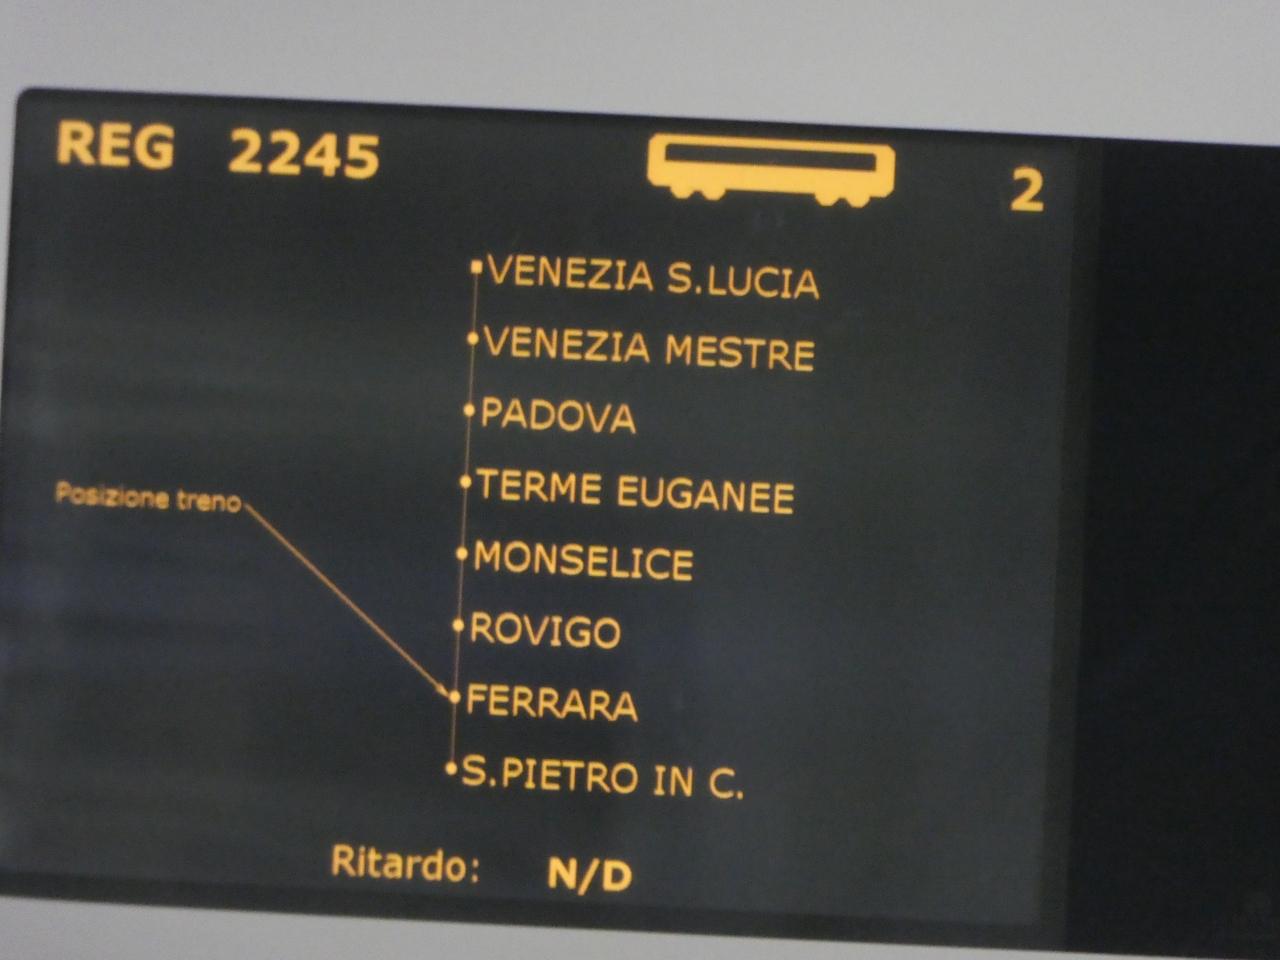 REG 2245 2
VENEZIA S.LUCIA
VENEZIA MESTRE
PADOVA
TERME EUGANEE
Posizione treno
MONSELICE
ROVIGO
FERRARA
S.PIETRO IN C.
Ritardo: N/D